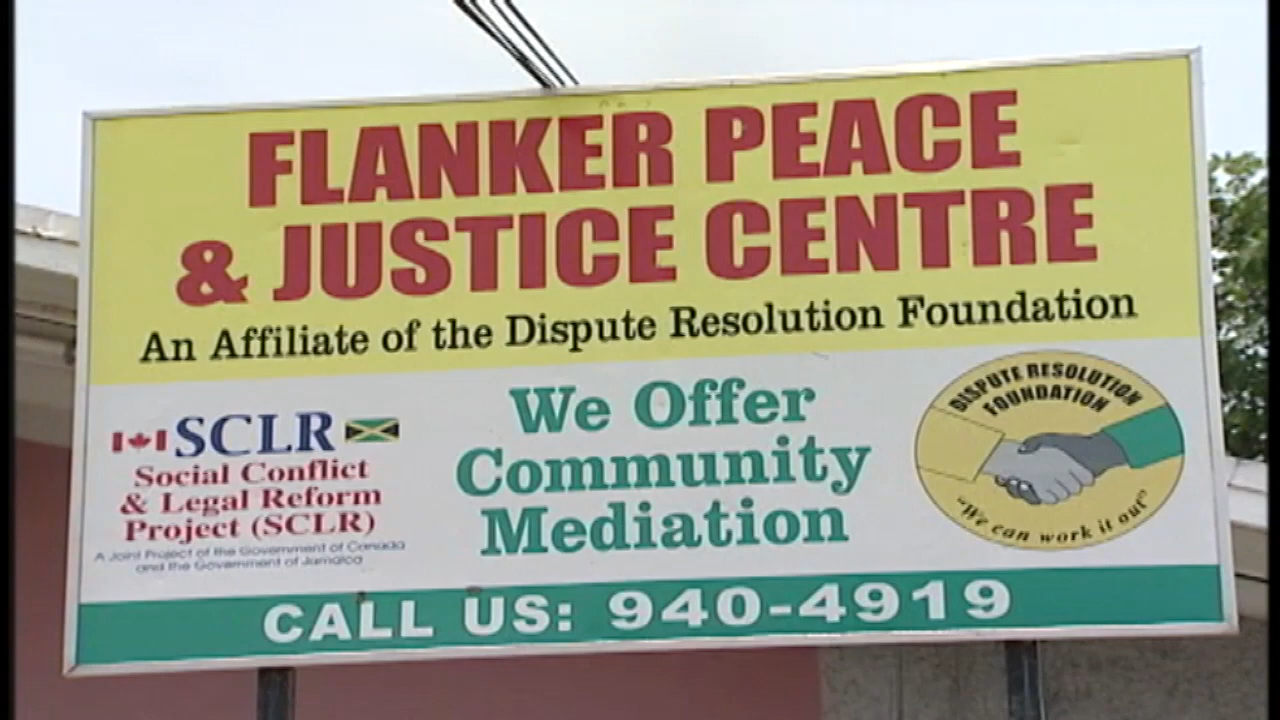 FLANKER PEACE
& JUSTICE CENTRE
An Affiliate of the Dispute Resolution Foundation
SCLR
Social Conflict
& Legal Reform
Project (SCLR)
A Joint Project of the Government of Canada
and the Government of Jamaica
We Offer
Community
Mediation
DISPUTE RESOLUTION
FOUNDATION
"We can work it out"
CALL US: 940-4919